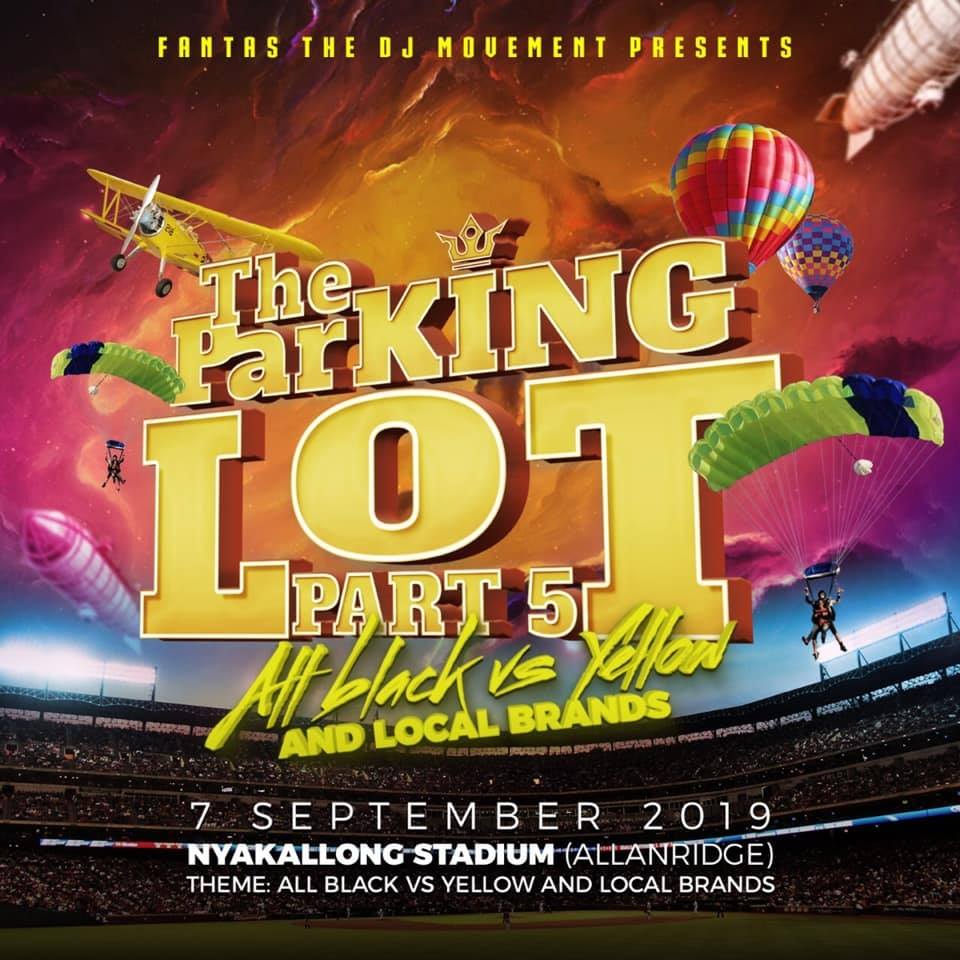 FANTAS THE DJ MOVEMENT PRESENTS
The
ParKING
LOT
PART 5
All black vs Yellow
AND LOCAL BRANDS
7 SEPTEMBER 2019
NYAKALLONG STADIUM (ALLANRIDGE)
THEME: ALL BLACK VS YELLOW AND LOCAL BRANDS